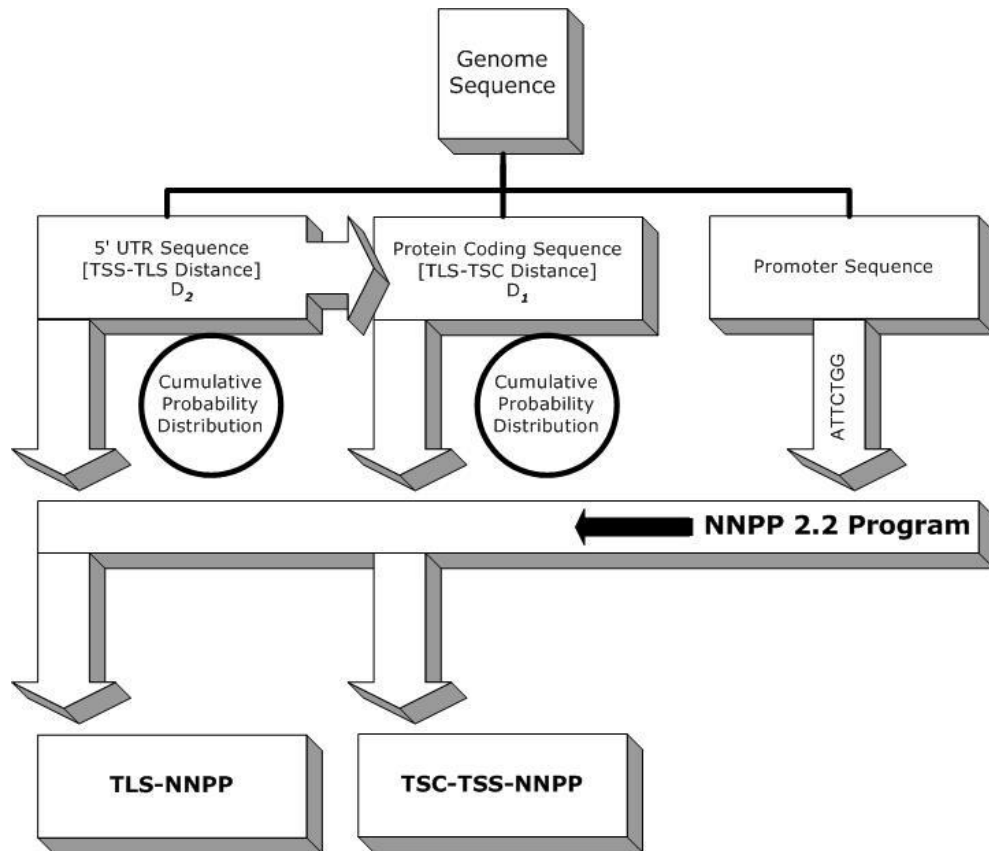 Genome
Sequence
5' UTR Sequence
[TSS-TLS Distance]
D2
Protein Coding Sequence
[TLS-TSC Distance]
D1
Promoter Sequence
Cumulative
Probability
Distribution
Cumulative
Probability
Distribution
ATTCTGG
NNPP 2.2 Program
TLS-NNPP
TSC-TSS-NNPP